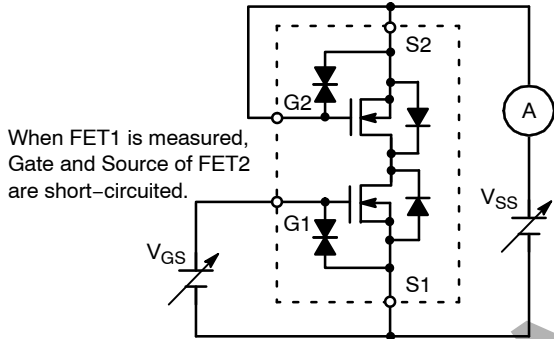 S2
G2
A
When FET1 is measured,
Gate and Source of FET2
are short−circuited.
VSS
G1
VGS
S1